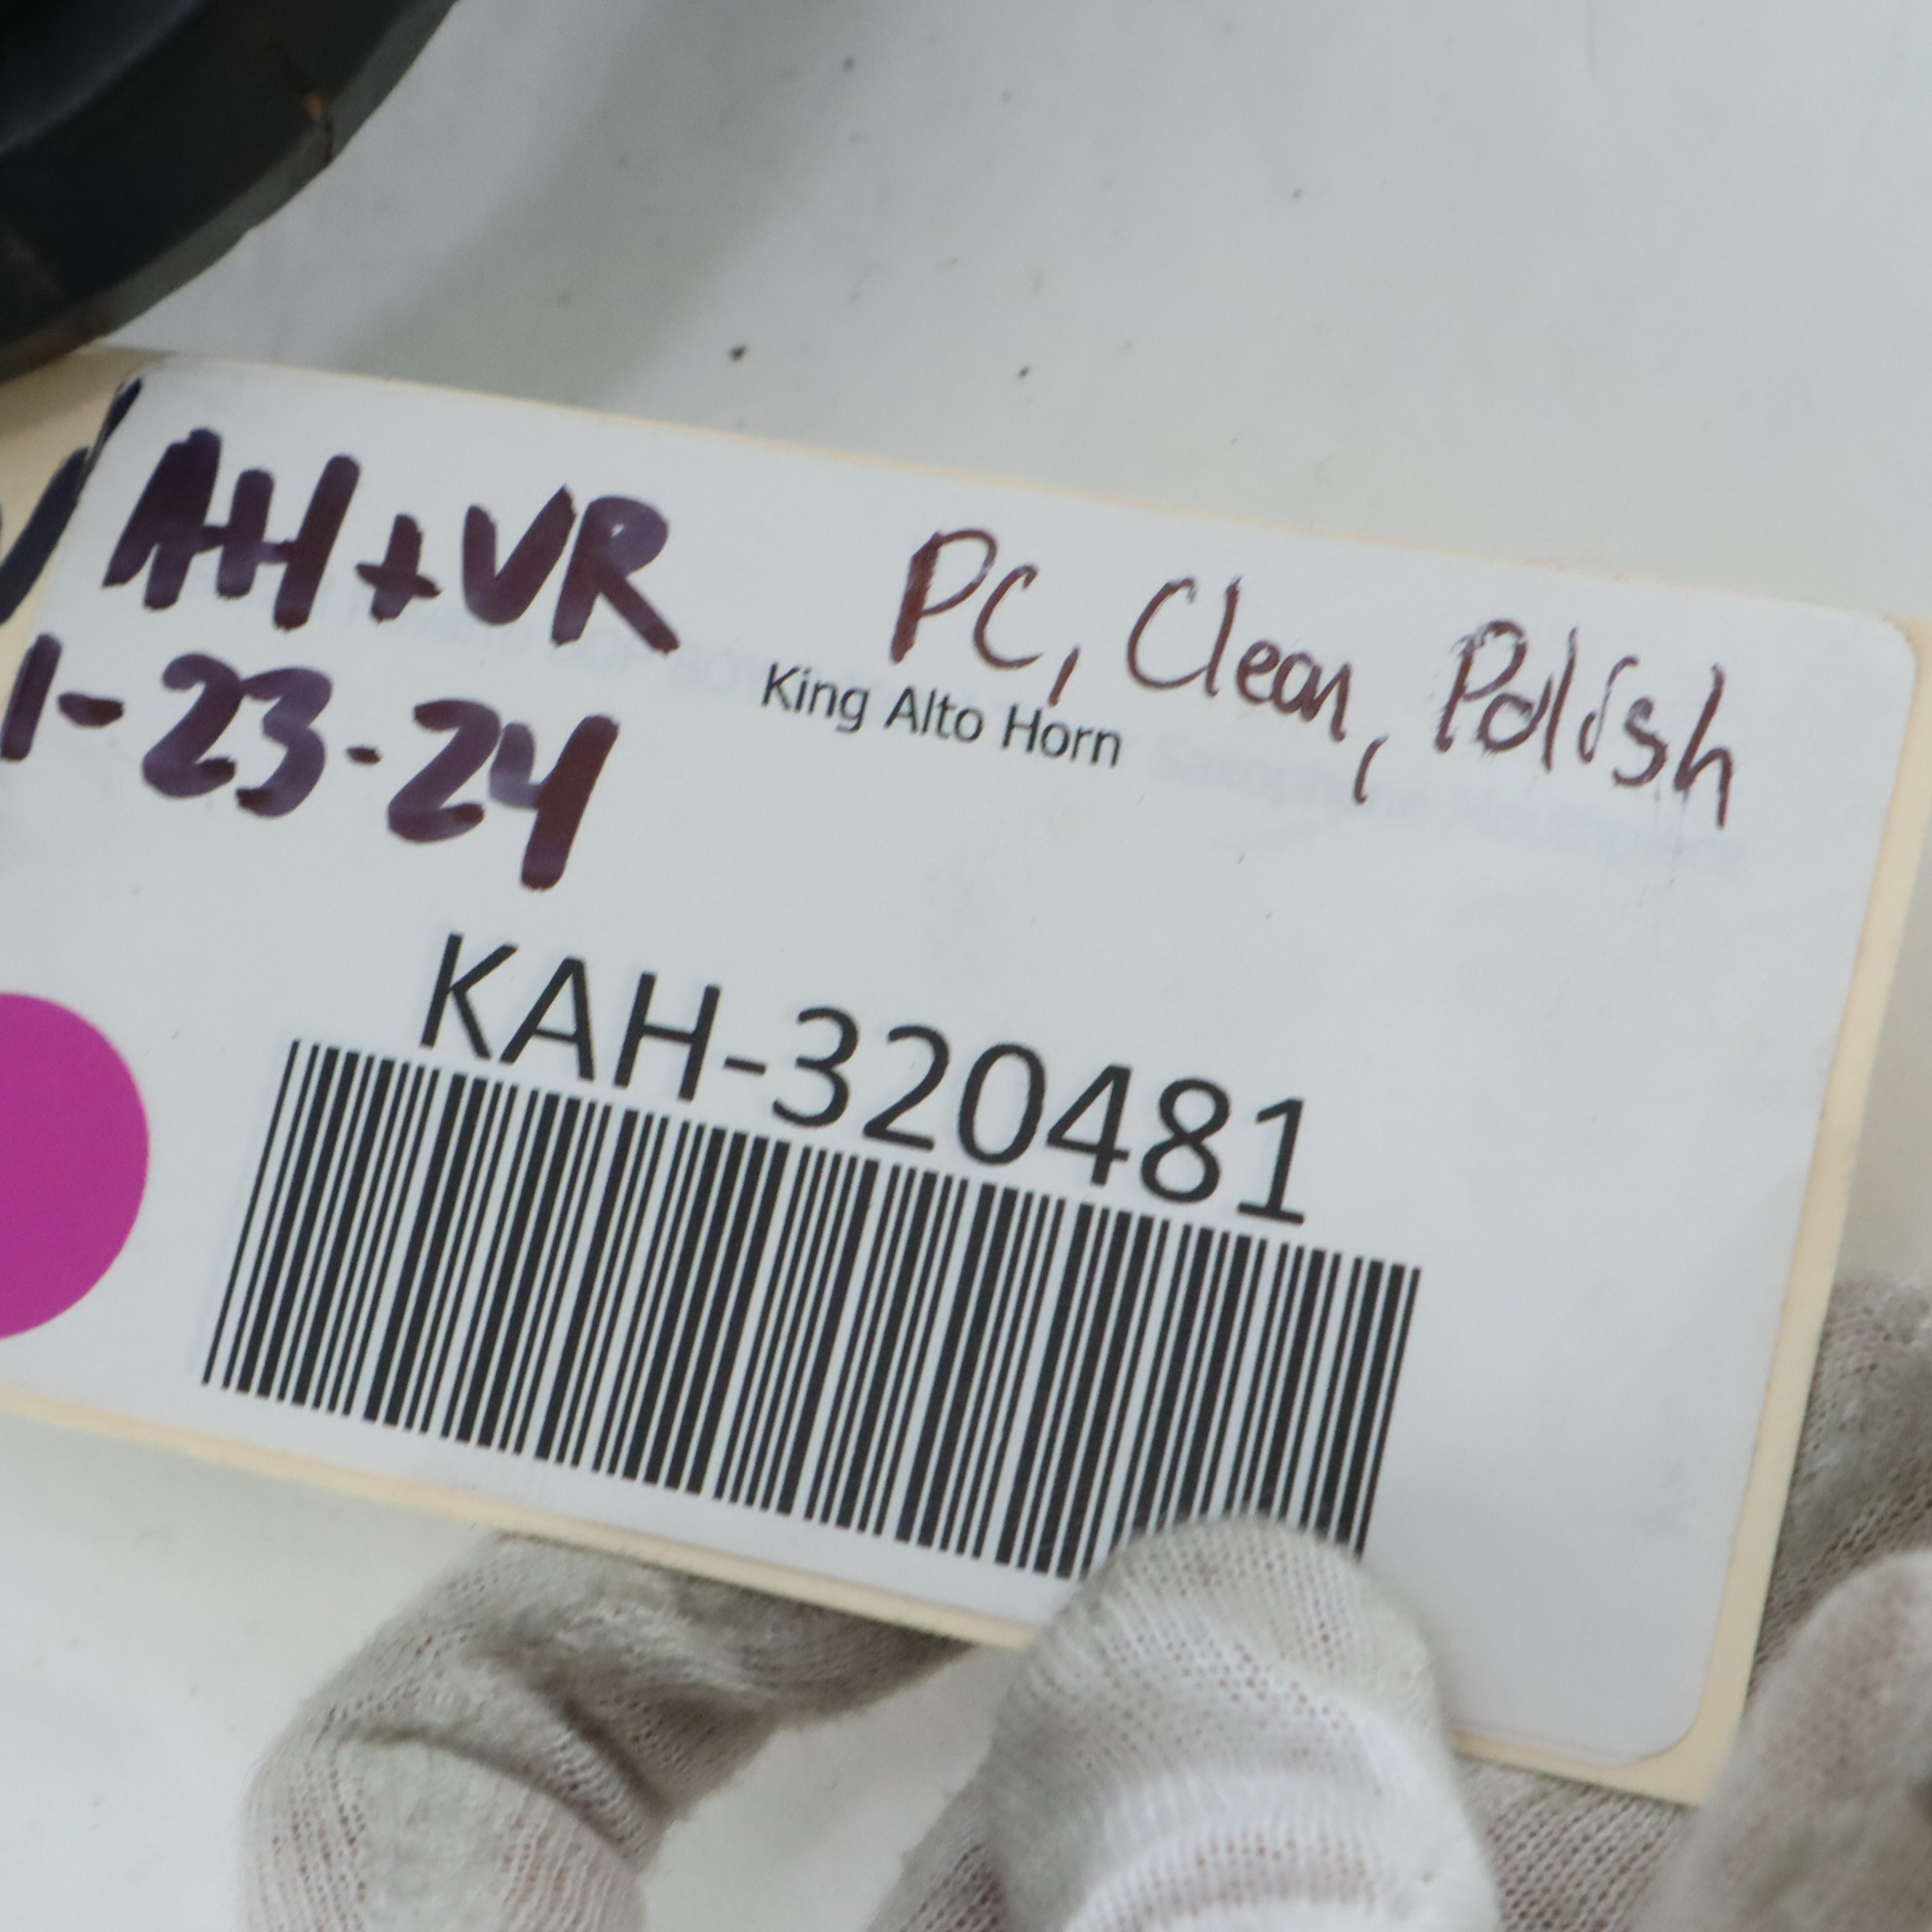 AH+VR
PC, Clean, Polish
1-23-24
King Alto Horn
KAH-320481